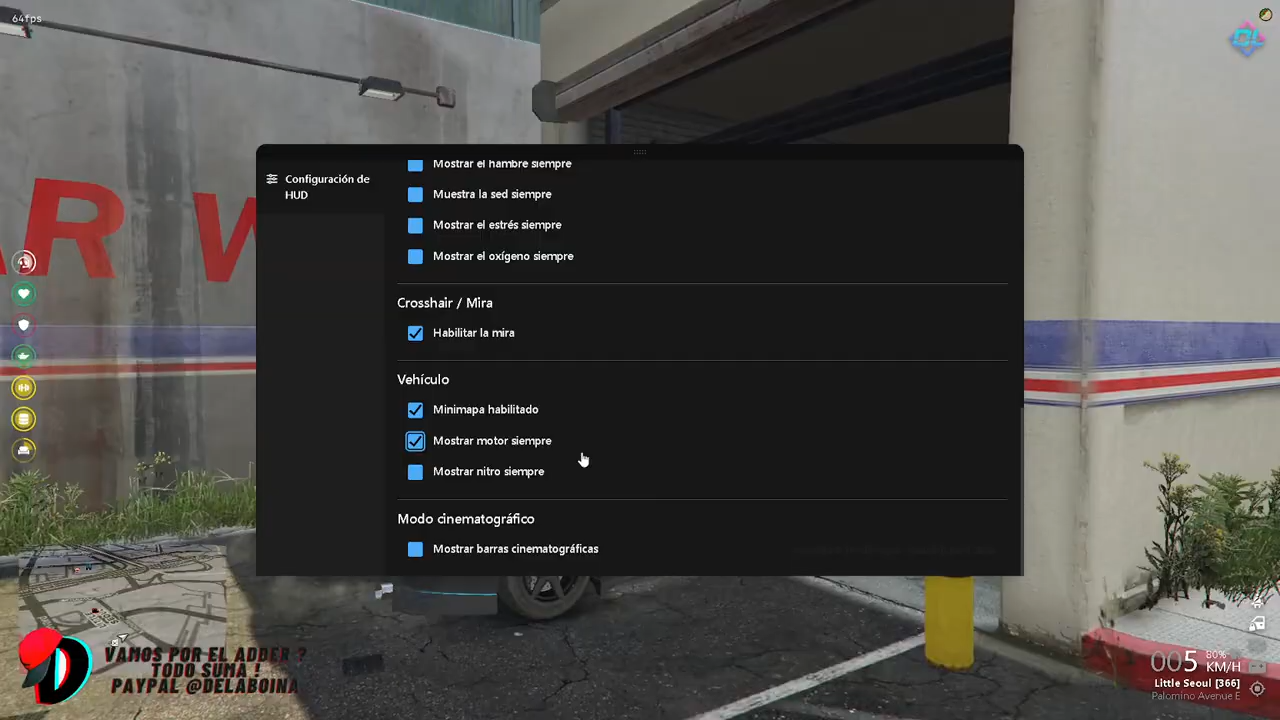 64fps
AR W
Configuración de
HUD
Mostrar el hambre siempre
Muestra la sed siempre
Mostrar el estrés siempre
Mostrar el oxígeno siempre
Crosshair / Mira
Habilitar la mira
Vehículo
Minimapa habilitado
Mostrar motor siempre
Mostrar nitro siempre
Modo cinematográfico
Mostrar barras cinematográficas
VAMOS POR EL ADDER ?
TODO SUMA !
PAYPAL @DELABOINA
005 80%
KM/H
Little Seoul [366]
Palomino Avenue E